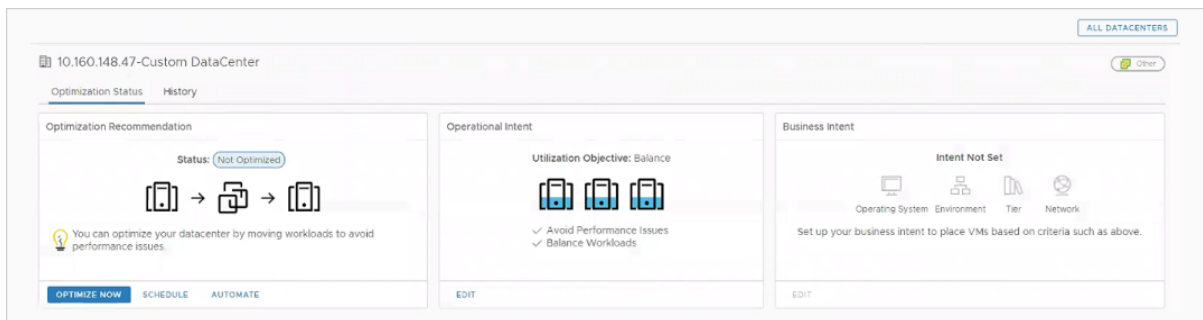 ALL DATACENTERS
10.160.148.47-Custom DataCenter
Other
Optimization Status History
Optimization Recommendation
Status: Not Optimized
You can optimize your datacenter by moving workloads to avoid
performance issues.
OPTIMIZE NOW SCHEDULE AUTOMATE
Operational Intent
Utilization Objective: Balance
Avoid Performance Issues
Balance Workloads
EDIT
Business Intent
Intent Not Set
Operating System Environment Tier Network
Set up your business intent to place VMs based on criteria such as above.
EDIT